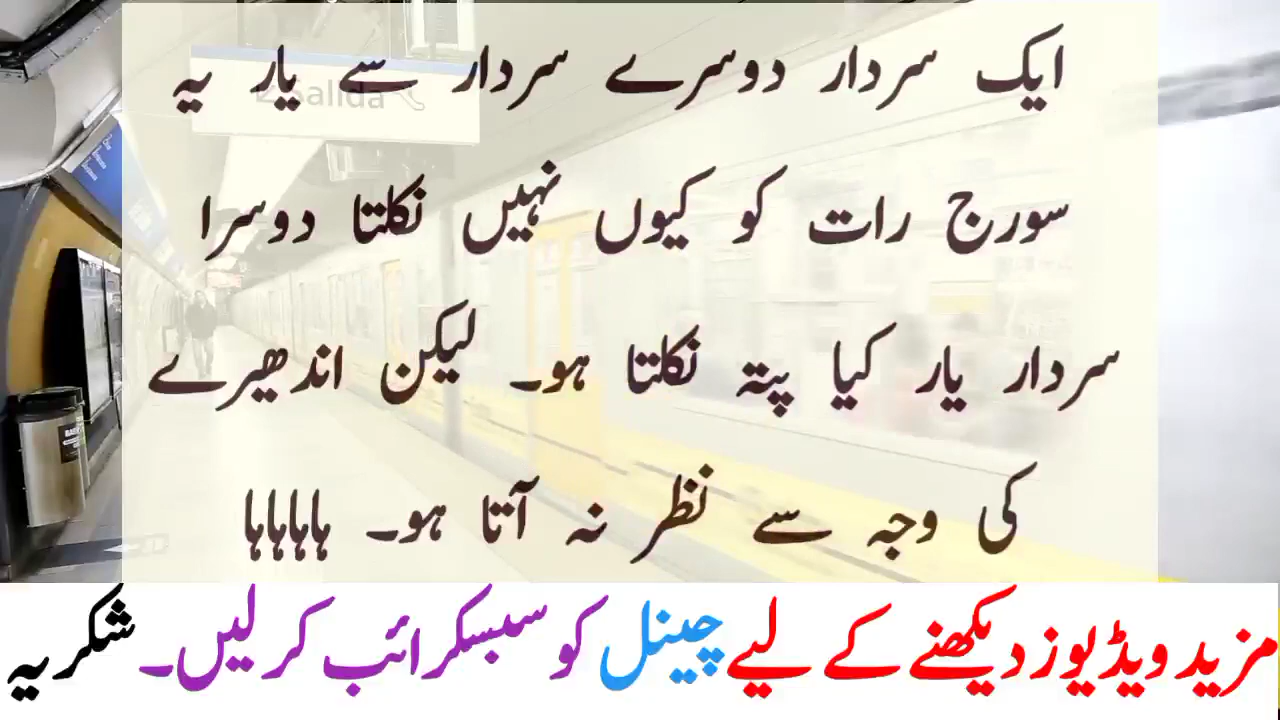 ایک سردار دوسرے سردار سے یار یہ
Salida
سورج رات کو کیوں نہیں نکلتا دوسرا
سردار یار کیا پتہ نکلتا ہو۔ لیکن اندھیرے
کی وجہ سے نظر نہ آتا ہو۔ ہاہاہاہا
مزید ویڈیوز دیکھنے کے لیے چینل کو سبسکرائب کرلیں۔ شکریہ